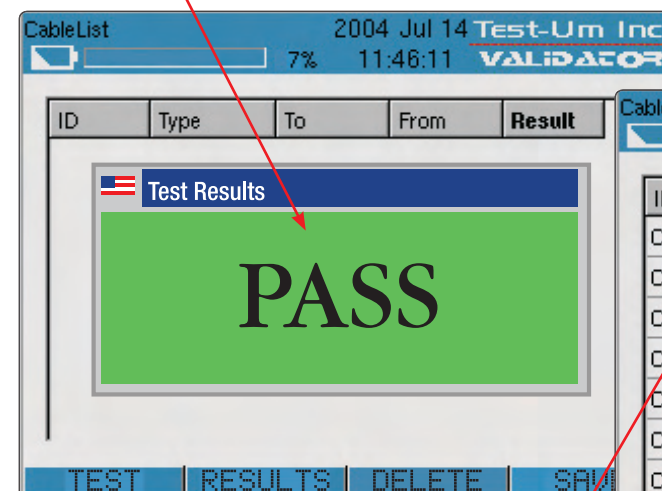 CableList 2004 Jul 14 Test-Um Inc
7% 11:46:11 VALiDATOR
ID Type To From Result
Test Results
PASS
TEST RESULTS DELETE